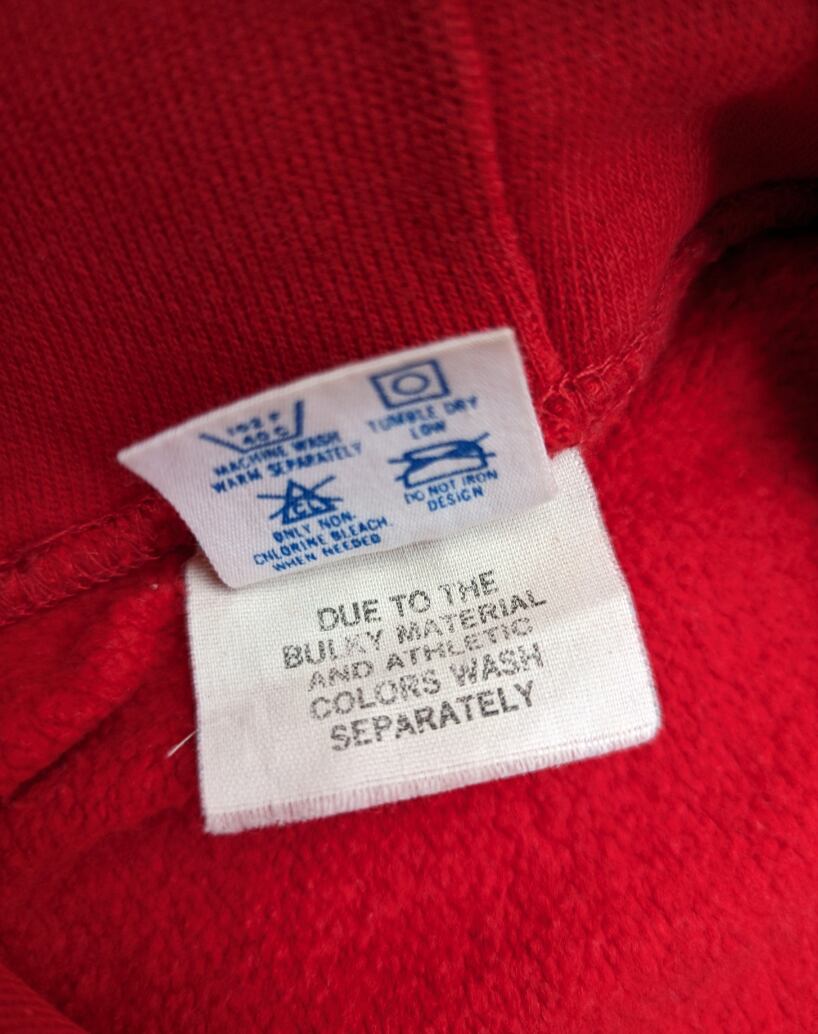 102 F
40 C
MACHINE WASH
WARM SEPARATELY
TUMBLE DRY
LOW
CL
ONLY NON-
CHLORINE BLEACH
WHEN NEEDED
DO NOT IRON
DESIGN
DUE TO THE
BULKY MATERIAL
AND ATHLETIC
COLORS WASH
SEPARATELY